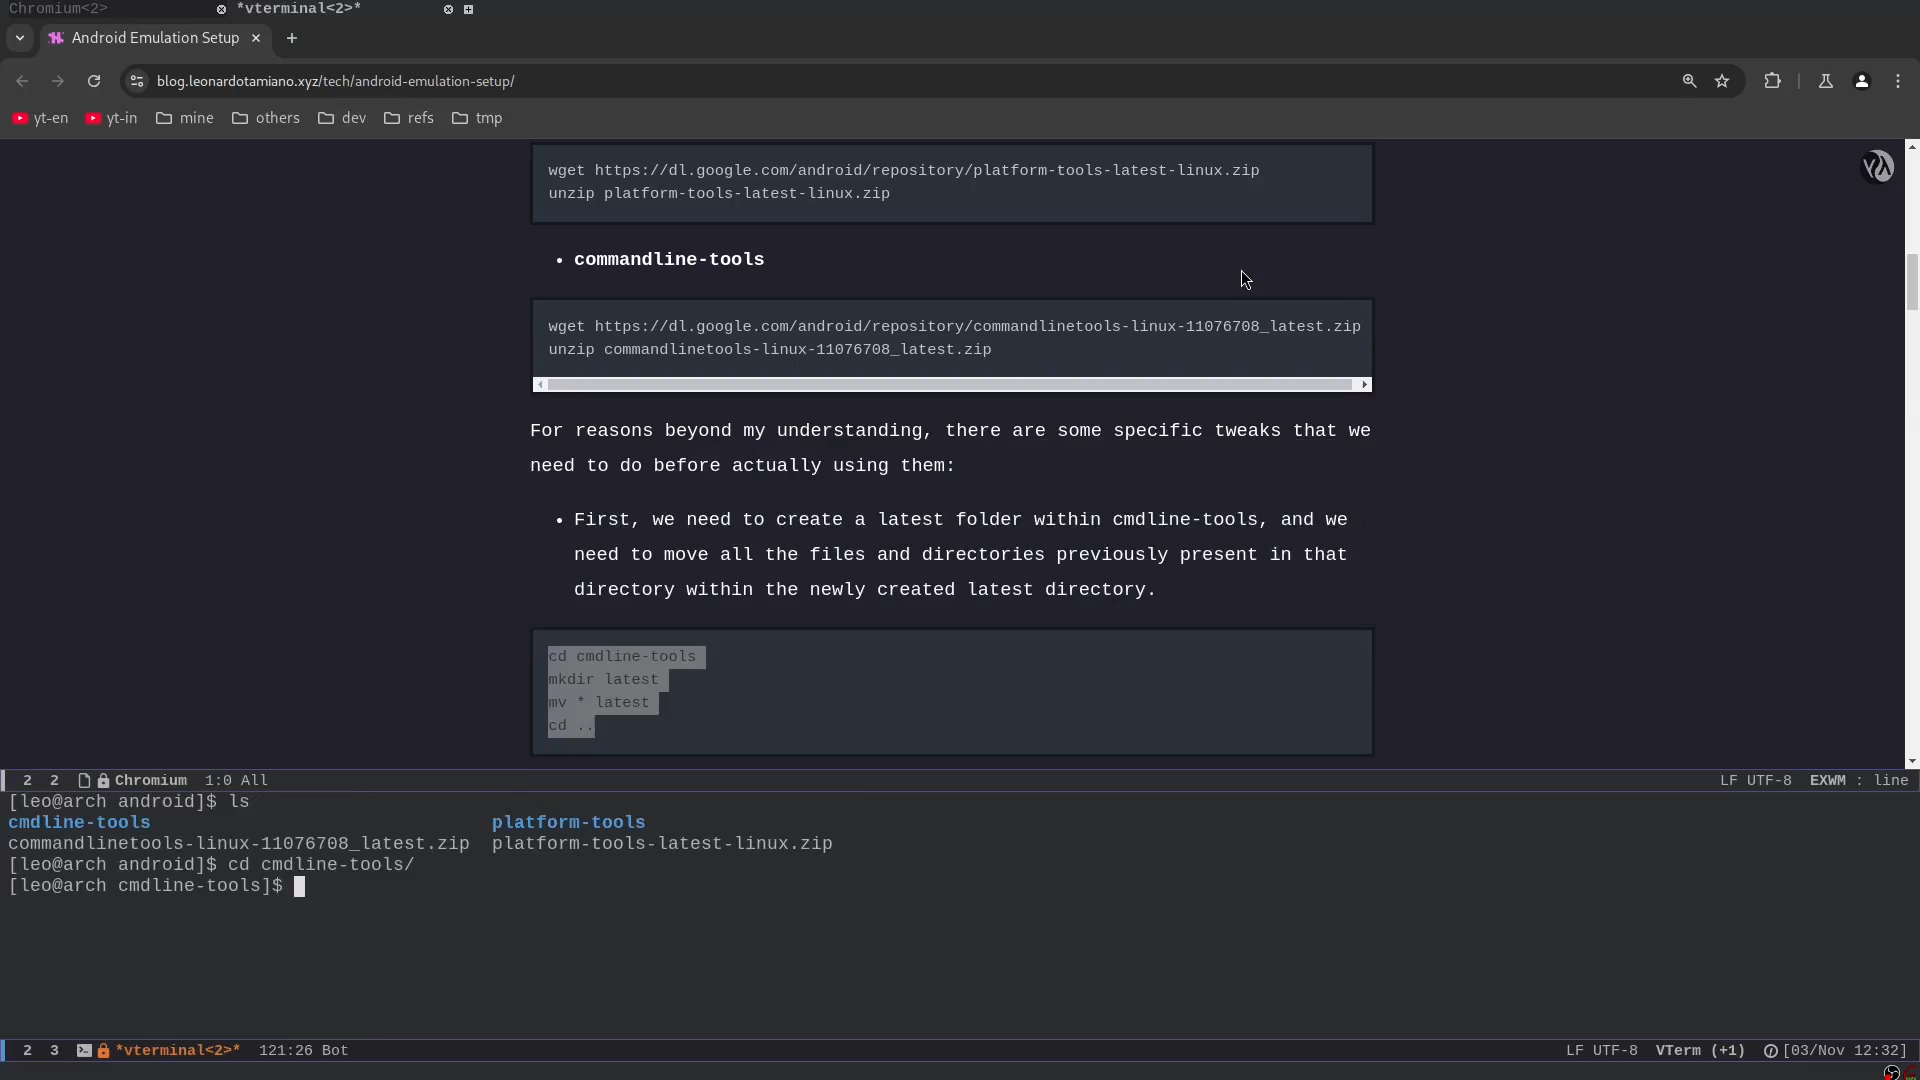 Chromium<2> *vterminal<2>*
Android Emulation Setup
blog.leonardotamiano.xyz/tech/android-emulation-setup/
yt-en yt-in mine others dev refs tmp
wget https://dl.google.com/android/repository/platform-tools-latest-linux.zip
unzip platform-tools-latest-linux.zip
• commandline-tools
wget https://dl.google.com/android/repository/commandlinetools-linux-11076708_latest.zip
unzip commandlinetools-linux-11076708_latest.zip
For reasons beyond my understanding, there are some specific tweaks that we
need to do before actually using them:
• First, we need to create a latest folder within cmdline-tools, and we
need to move all the files and directories previously present in that
directory within the newly created latest directory.
cd cmdline-tools
mkdir latest
mv * latest
cd ..
2 2 Chromium 1:0 All LF UTF-8 EXWM : line
[leo@arch android]$ ls
cmdline-tools platform-tools
commandlinetools-linux-11076708_latest.zip platform-tools-latest-linux.zip
[leo@arch android]$ cd cmdline-tools/
[leo@arch cmdline-tools]$
2 3 *vterminal<2>* 121:26 Bot LF UTF-8 VTerm (+1) [03/Nov 12:32]